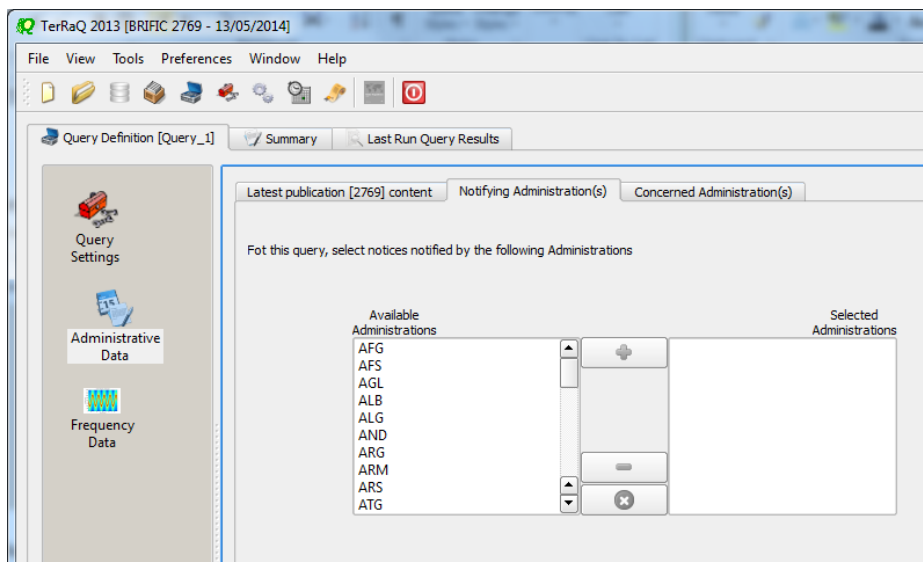 TerRaQ 2013 [BRIFIC 2769 - 13/05/2014]
File View Tools Preferences Window Help
Query Definition [Query_1] Summary Last Run Query Results
Query
Settings
Administrative
Data
Frequency
Data
Latest publication [2769] content Notifying Administration(s) Concerned Administration(s)
Fot this query, select notices notified by the following Administrations
Available
Administrations
AFG
AFS
AGL
ALB
ALG
AND
ARG
ARM
ARS
ATG
Selected
Administrations